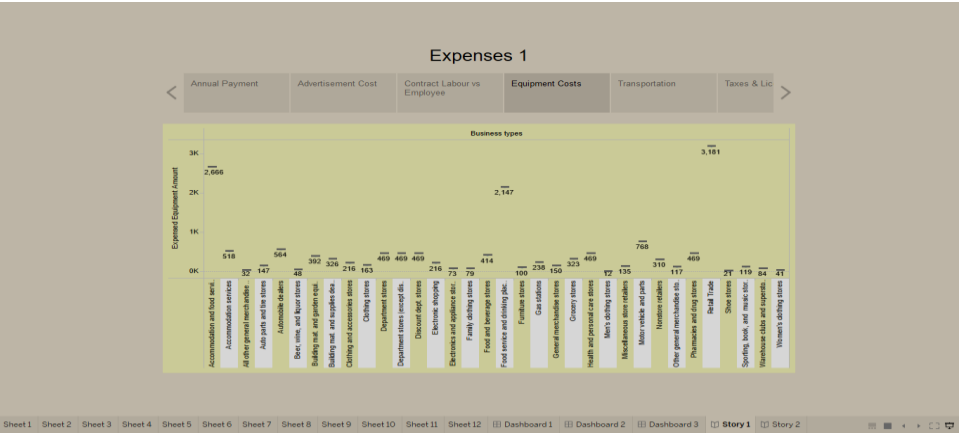 Expenses 1
Annual Payment
Advertisement Cost
Contract Labour vs
Employee
Equipment Costs
Transportation
Taxes & Lic
Business types
Expensed Equipment Amount
3K
2K
1K
0K
2,666
518
32
147
564
48
392
326
216
163
469
469
469
216
73
79
414
2,147
100
238
150
323
469
12
135
768
310
117
469
3,181
21
119
84
41
Accommodation and food servi..
Accommodation services
All other general merchandise ..
Auto parts and tire stores
Automobile dealers
Beer, wine, and liquor stores
Building mat. and garden equi..
Building mat. and supplies dea..
Clothing and accessories stores
Clothing stores
Department stores
Department stores (except dis..
Discount dept. stores
Electronic shopping
Electronics and appliance stor..
Family clothing stores
Food and beverage stores
Food service and drinking plac..
Furniture stores
Gas stations
General merchandise stores
Grocery stores
Health and personal care stores
Men's clothing stores
Miscellaneous store retailers
Motor vehicle and parts
Nonstore retailers
Other general merchandise sto..
Pharmacies and drug stores
Retail Trade
Shoe stores
Sporting, book, and music stor..
Warehouse clubs and supersto..
Women's clothing stores
Sheet 1 Sheet 2 Sheet 3 Sheet 4 Sheet 5 Sheet 6 Sheet 7 Sheet 8 Sheet 9 Sheet 10 Sheet 11 Sheet 12 Dashboard 1 Dashboard 2 Dashboard 3 Story 1 Story 2